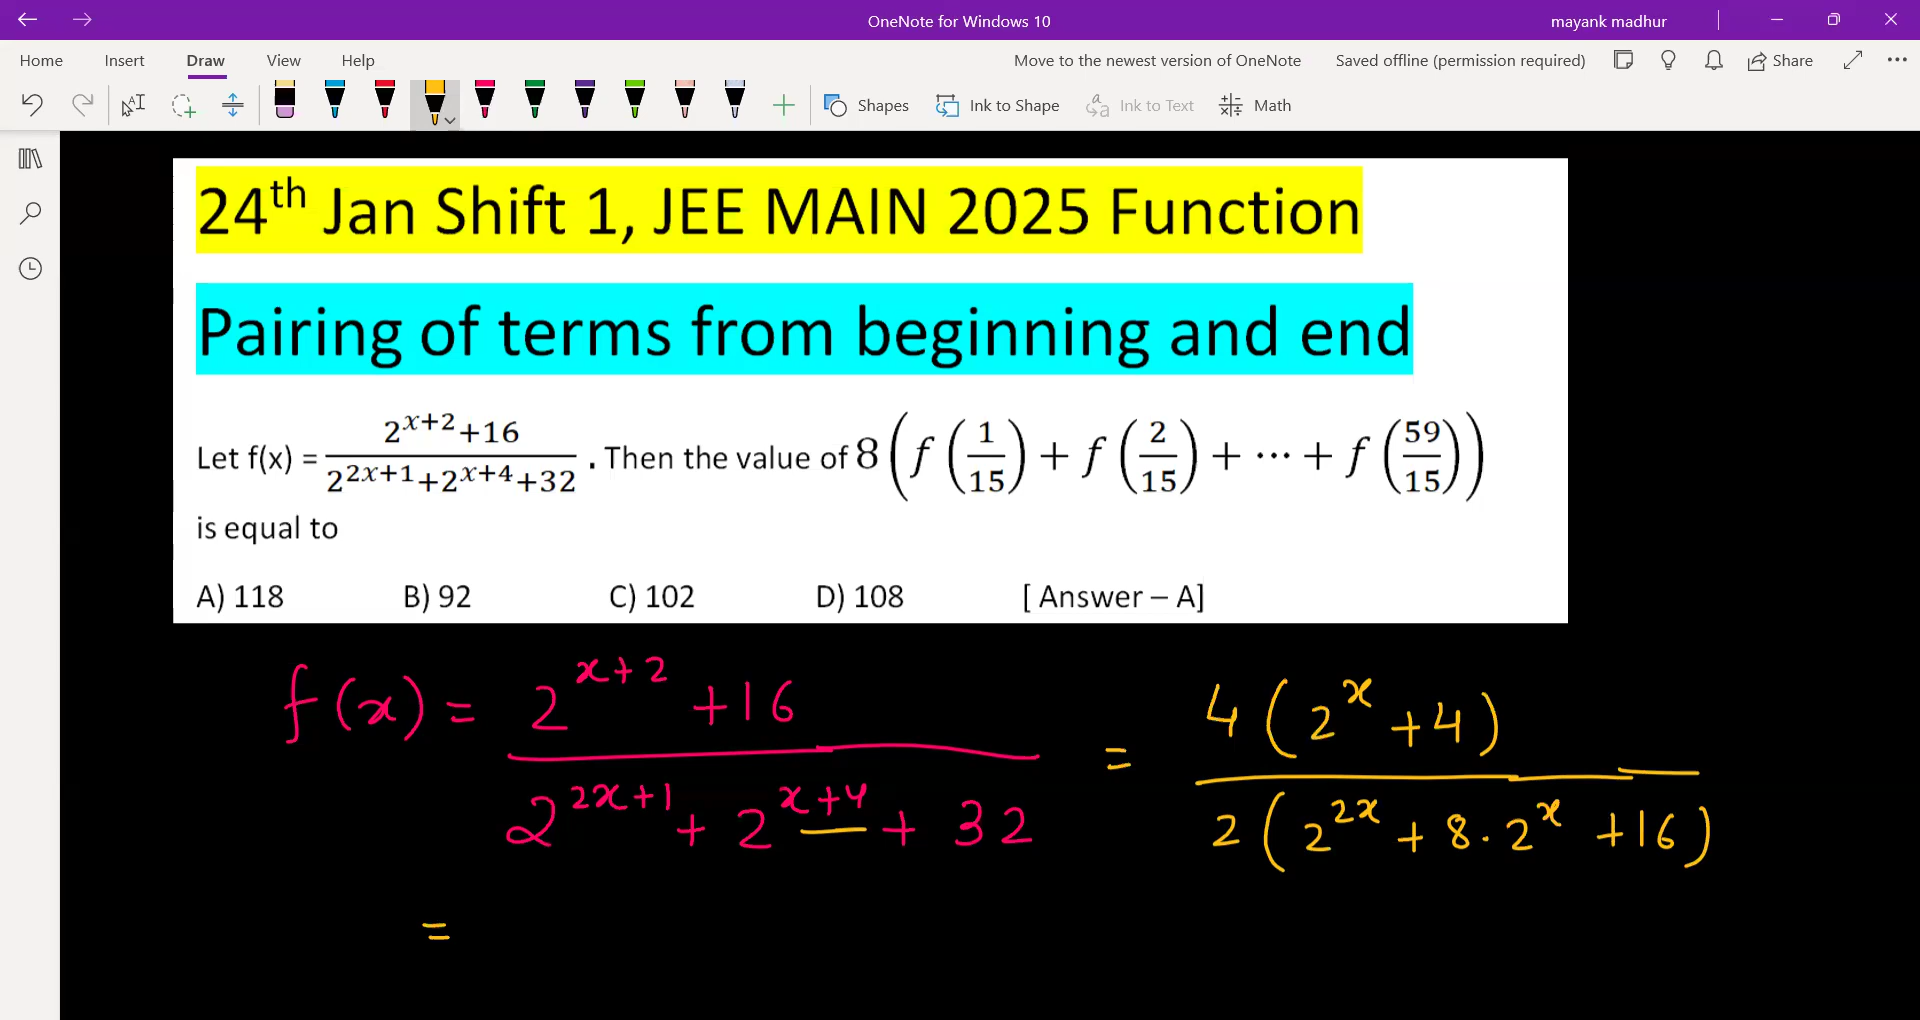 OneNote for Windows 10
mayank madhur
Home Insert Draw View Help
Move to the newest version of OneNote Saved offline (permission required) Share
Shapes Ink to Shape Ink to Text Math
24th Jan Shift 1, JEE MAIN 2025 Function
Pairing of terms from beginning and end
Let f(x) = (2^{x+2}+16)/(2^{2x+1}+2^{x+4}+32) . Then the value of 8(f(1/15) + f(2/15) + ⋯ + f(59/15))
is equal to
A) 118 B) 92 C) 102 D) 108 [ Answer – A]
f(x) = (2^{x+2} + 16)/(2^{2x+1} + 2^{x+4} + 32) = 4(2^x + 4)/2(2^{2x} + 8·2^x + 16)
=